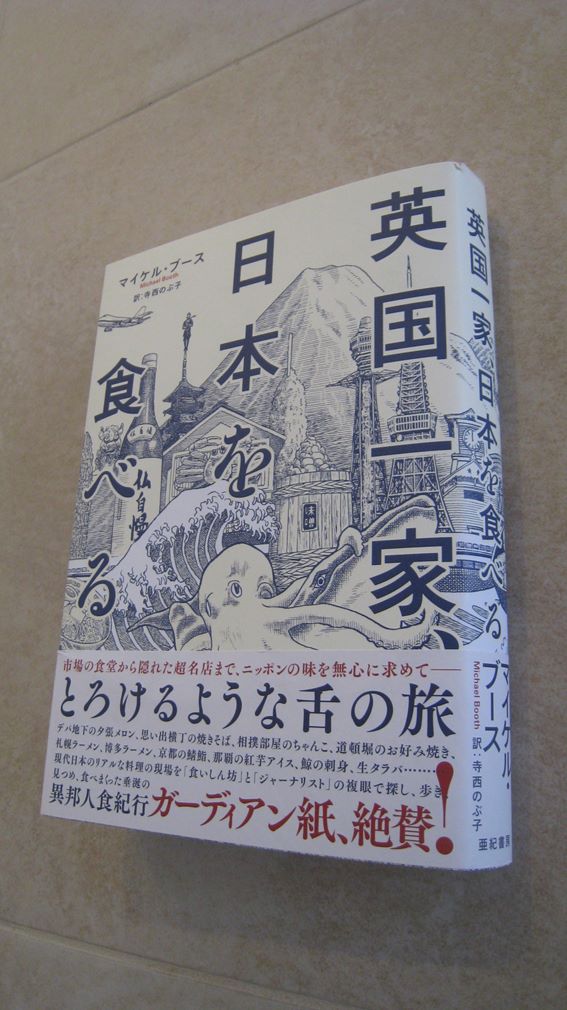 英国一家、
日本を
食べる
マイケル・ブース
Michael Booth
訳:寺西のぶ子
仏自慢
味噌
市場の食堂から隠れた超名店まで、ニッポンの味を無心に求めて——
とろけるような舌の旅
デパ地下の夕張メロン、思い出横丁の焼きそば、相撲部屋のちゃんこ、道頓堀のお好み焼き、
札幌ラーメン、博多ラーメン、京都の鯖鮨、那覇の紅芋アイス、鯨の刺身、生タラバ………
現代日本のリアルな料理の現場を「食いしん坊」と「ジャーナリスト」の複眼で探し、歩き、
見つめ、食べまくった垂涎の
異邦人食紀行
ガーディアン紙、絶賛!
英国一家、日本を食べる
マイケル・ブース
Michael Booth
訳:寺西のぶ子
亜紀書房